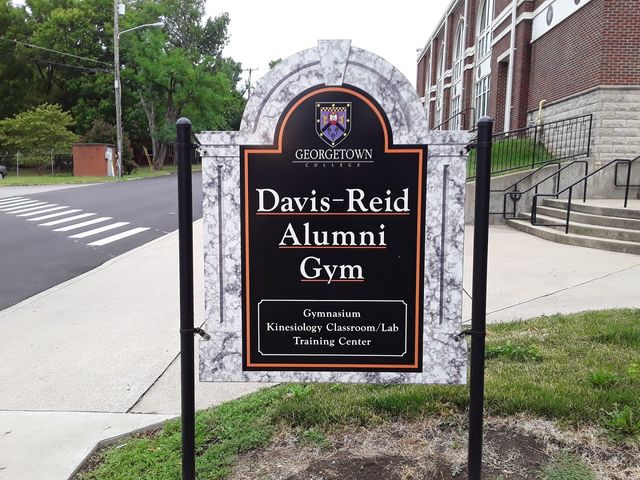 GEORGETOWN
COLLEGE
Davis-Reid
Alumni
Gym
Gymnasium
Kinesiology Classroom/Lab
Training Center